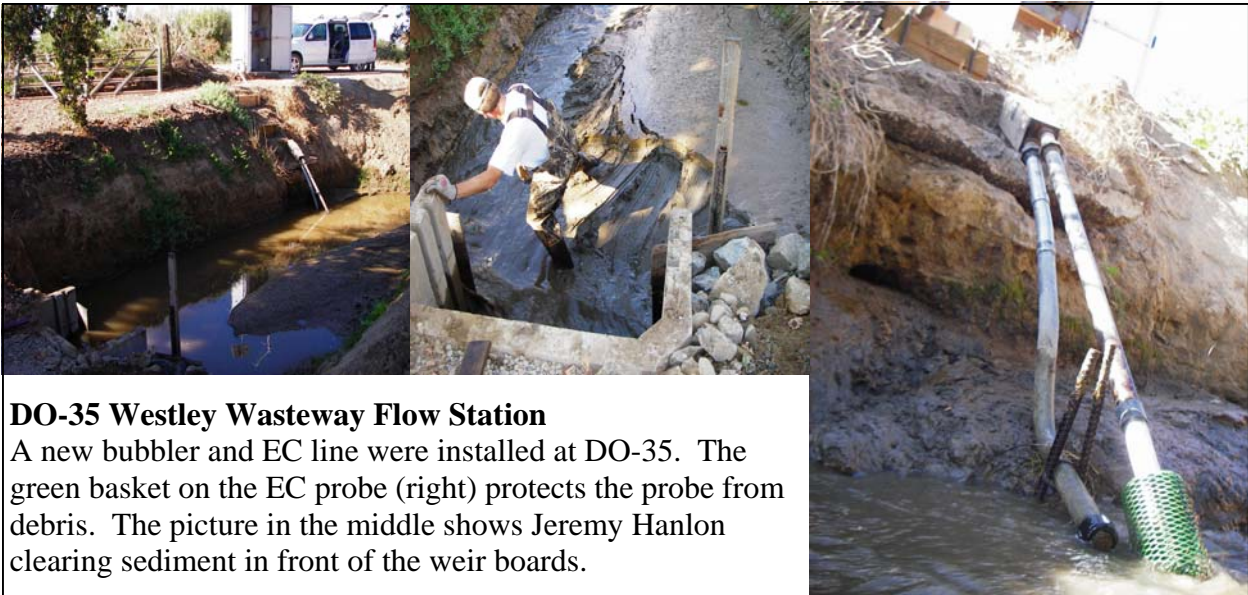 DO-35 Westley Wasteway Flow Station
A new bubbler and EC line were installed at DO-35.  The
green basket on the EC probe (right) protects the probe from
debris.  The picture in the middle shows Jeremy Hanlon
clearing sediment in front of the weir boards.